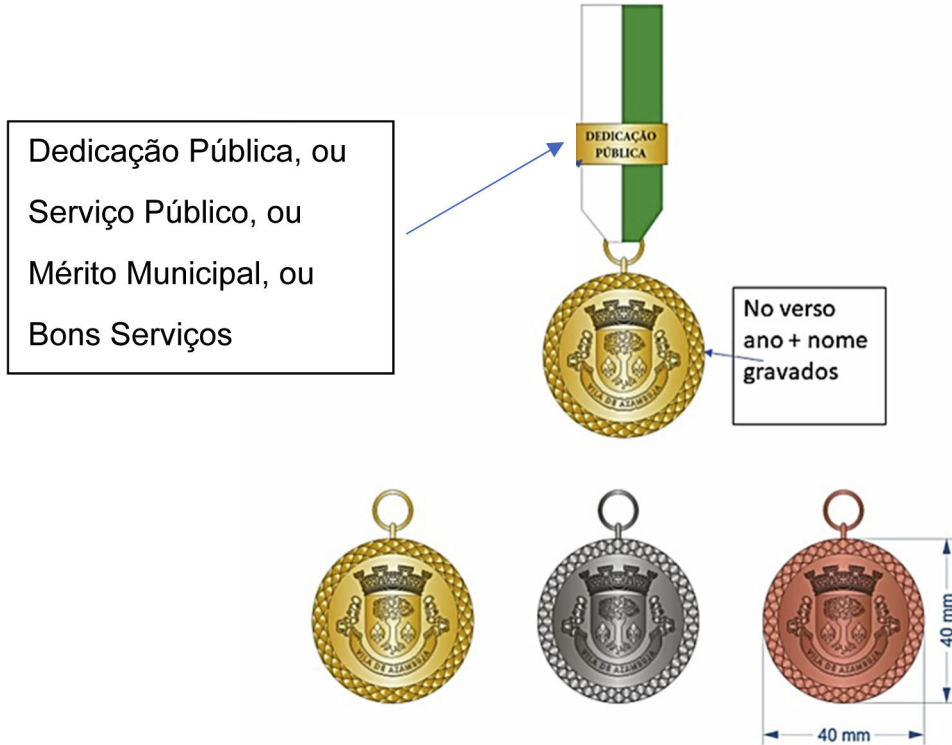 Dedicação Pública, ou
Serviço Público, ou
Mérito Municipal, ou
Bons Serviços
DEDICAÇÃO
PÚBLICA
No verso
ano + nome
gravados
VILA DE AZAMBUJA
VILA DE AZAMBUJA
VILA DE AZAMBUJA
VILA DE AZAMBUJA
40 mm
40 mm